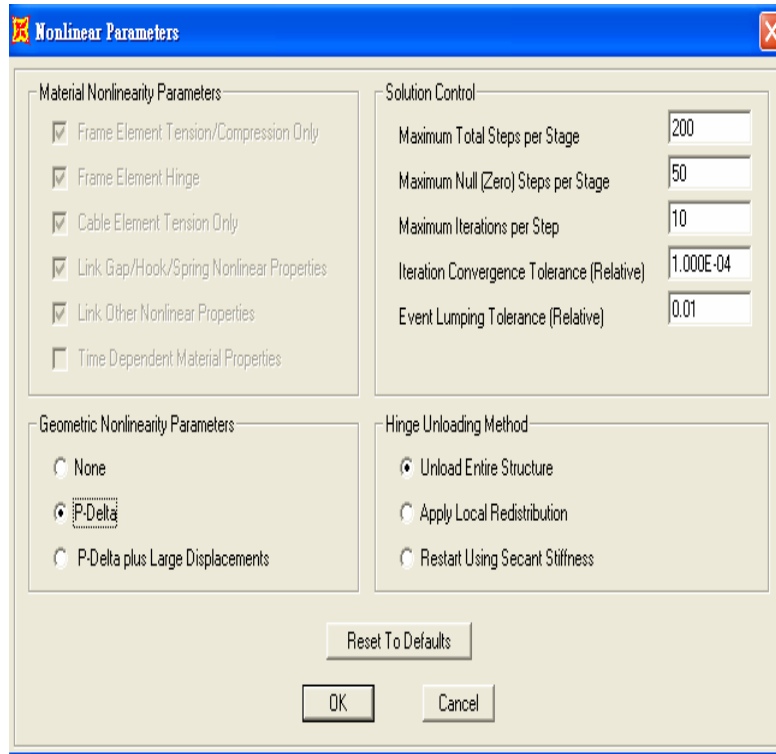 Nonlinear Parameters
Material Nonlinearity Parameters
Frame Element Tension/Compression Only
Frame Element Hinge
Cable Element Tension Only
Link Gap/Hook/Spring Nonlinear Properties
Link Other Nonlinear Properties
Time Dependent Material Properties
Solution Control
Maximum Total Steps per Stage 200
Maximum Null (Zero) Steps per Stage 50
Maximum Iterations per Step 10
Iteration Convergence Tolerance (Relative) 1.000E-04
Event Lumping Tolerance (Relative) 0.01
Geometric Nonlinearity Parameters
None
P-Delta
P-Delta plus Large Displacements
Hinge Unloading Method
Unload Entire Structure
Apply Local Redistribution
Restart Using Secant Stiffness
Reset To Defaults
OK Cancel